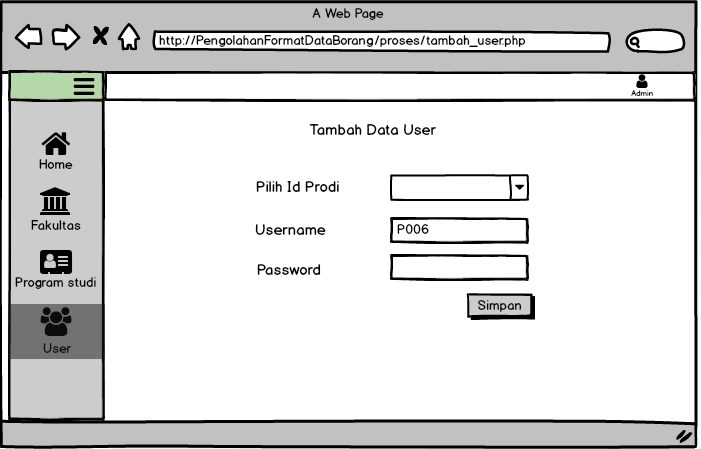 A Web Page
http://PengolahanFormatDataBorang/proses/tambah_user.php
Admin
Tambah Data User
Home
Pilih Id Prodi
Fakultas
Username P006
Password
Program studi
Simpan
User